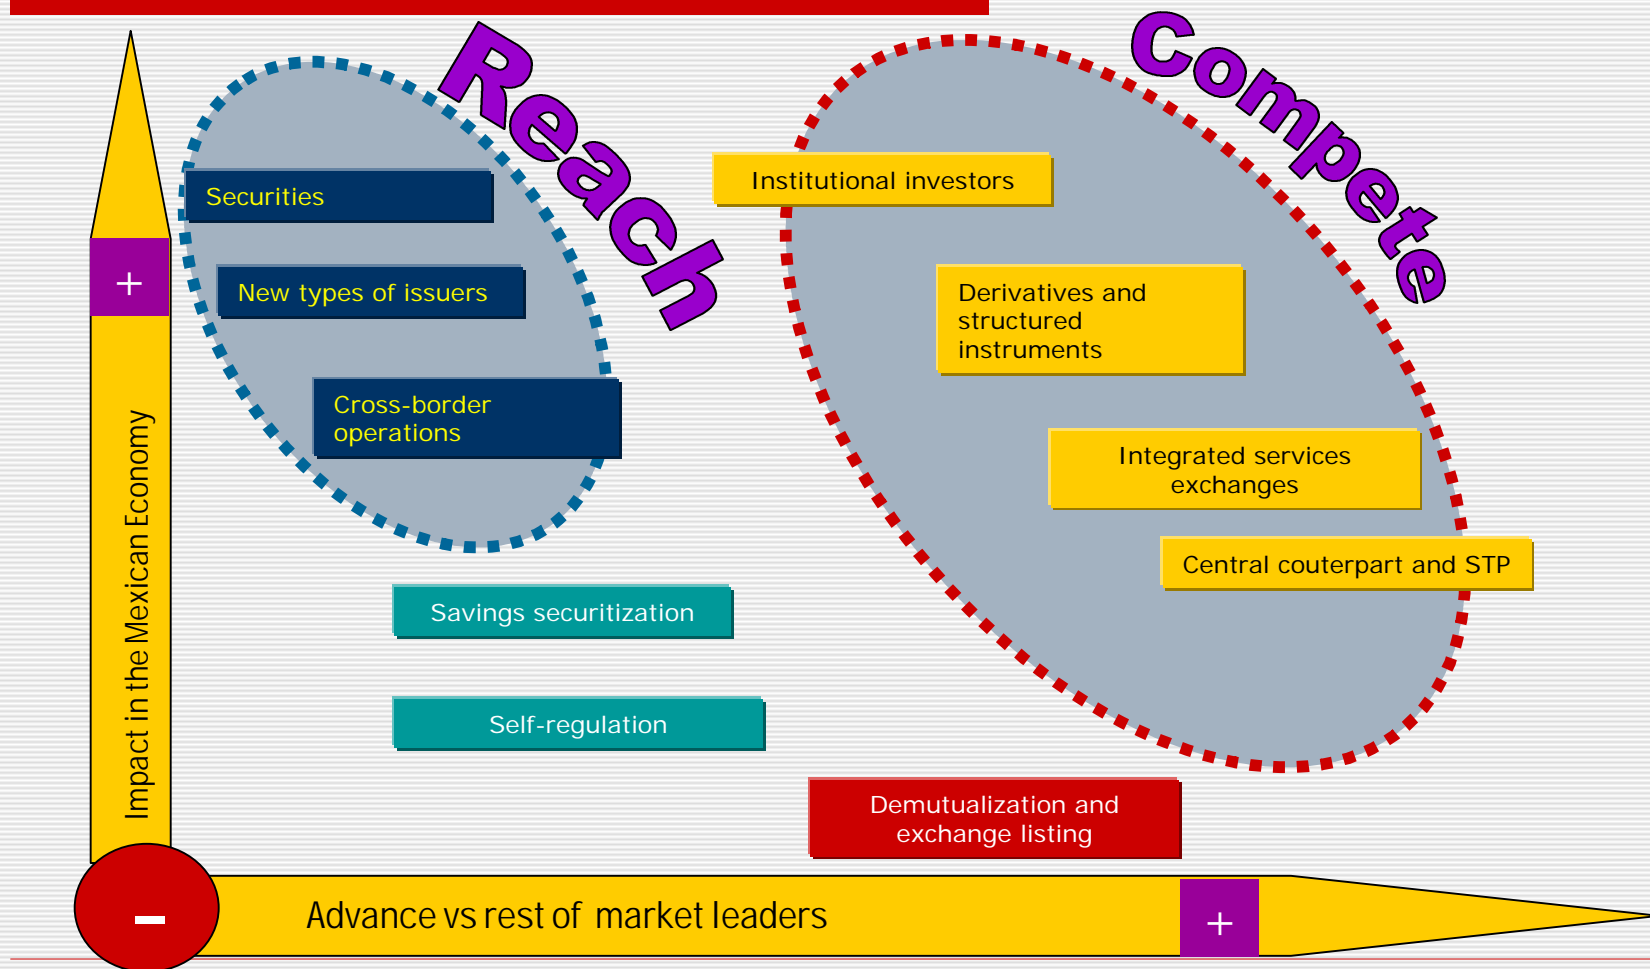 Reach
Compete
Securities
Institutional investors
+
New types of issuers
Derivatives and
structured
instruments
Cross-border
operations
Integrated services
exchanges
Central couterpart and STP
Impact in the Mexican Economy
Savings securitization
Self-regulation
Demutualization and
exchange listing
-
Advance vs rest of market leaders
+